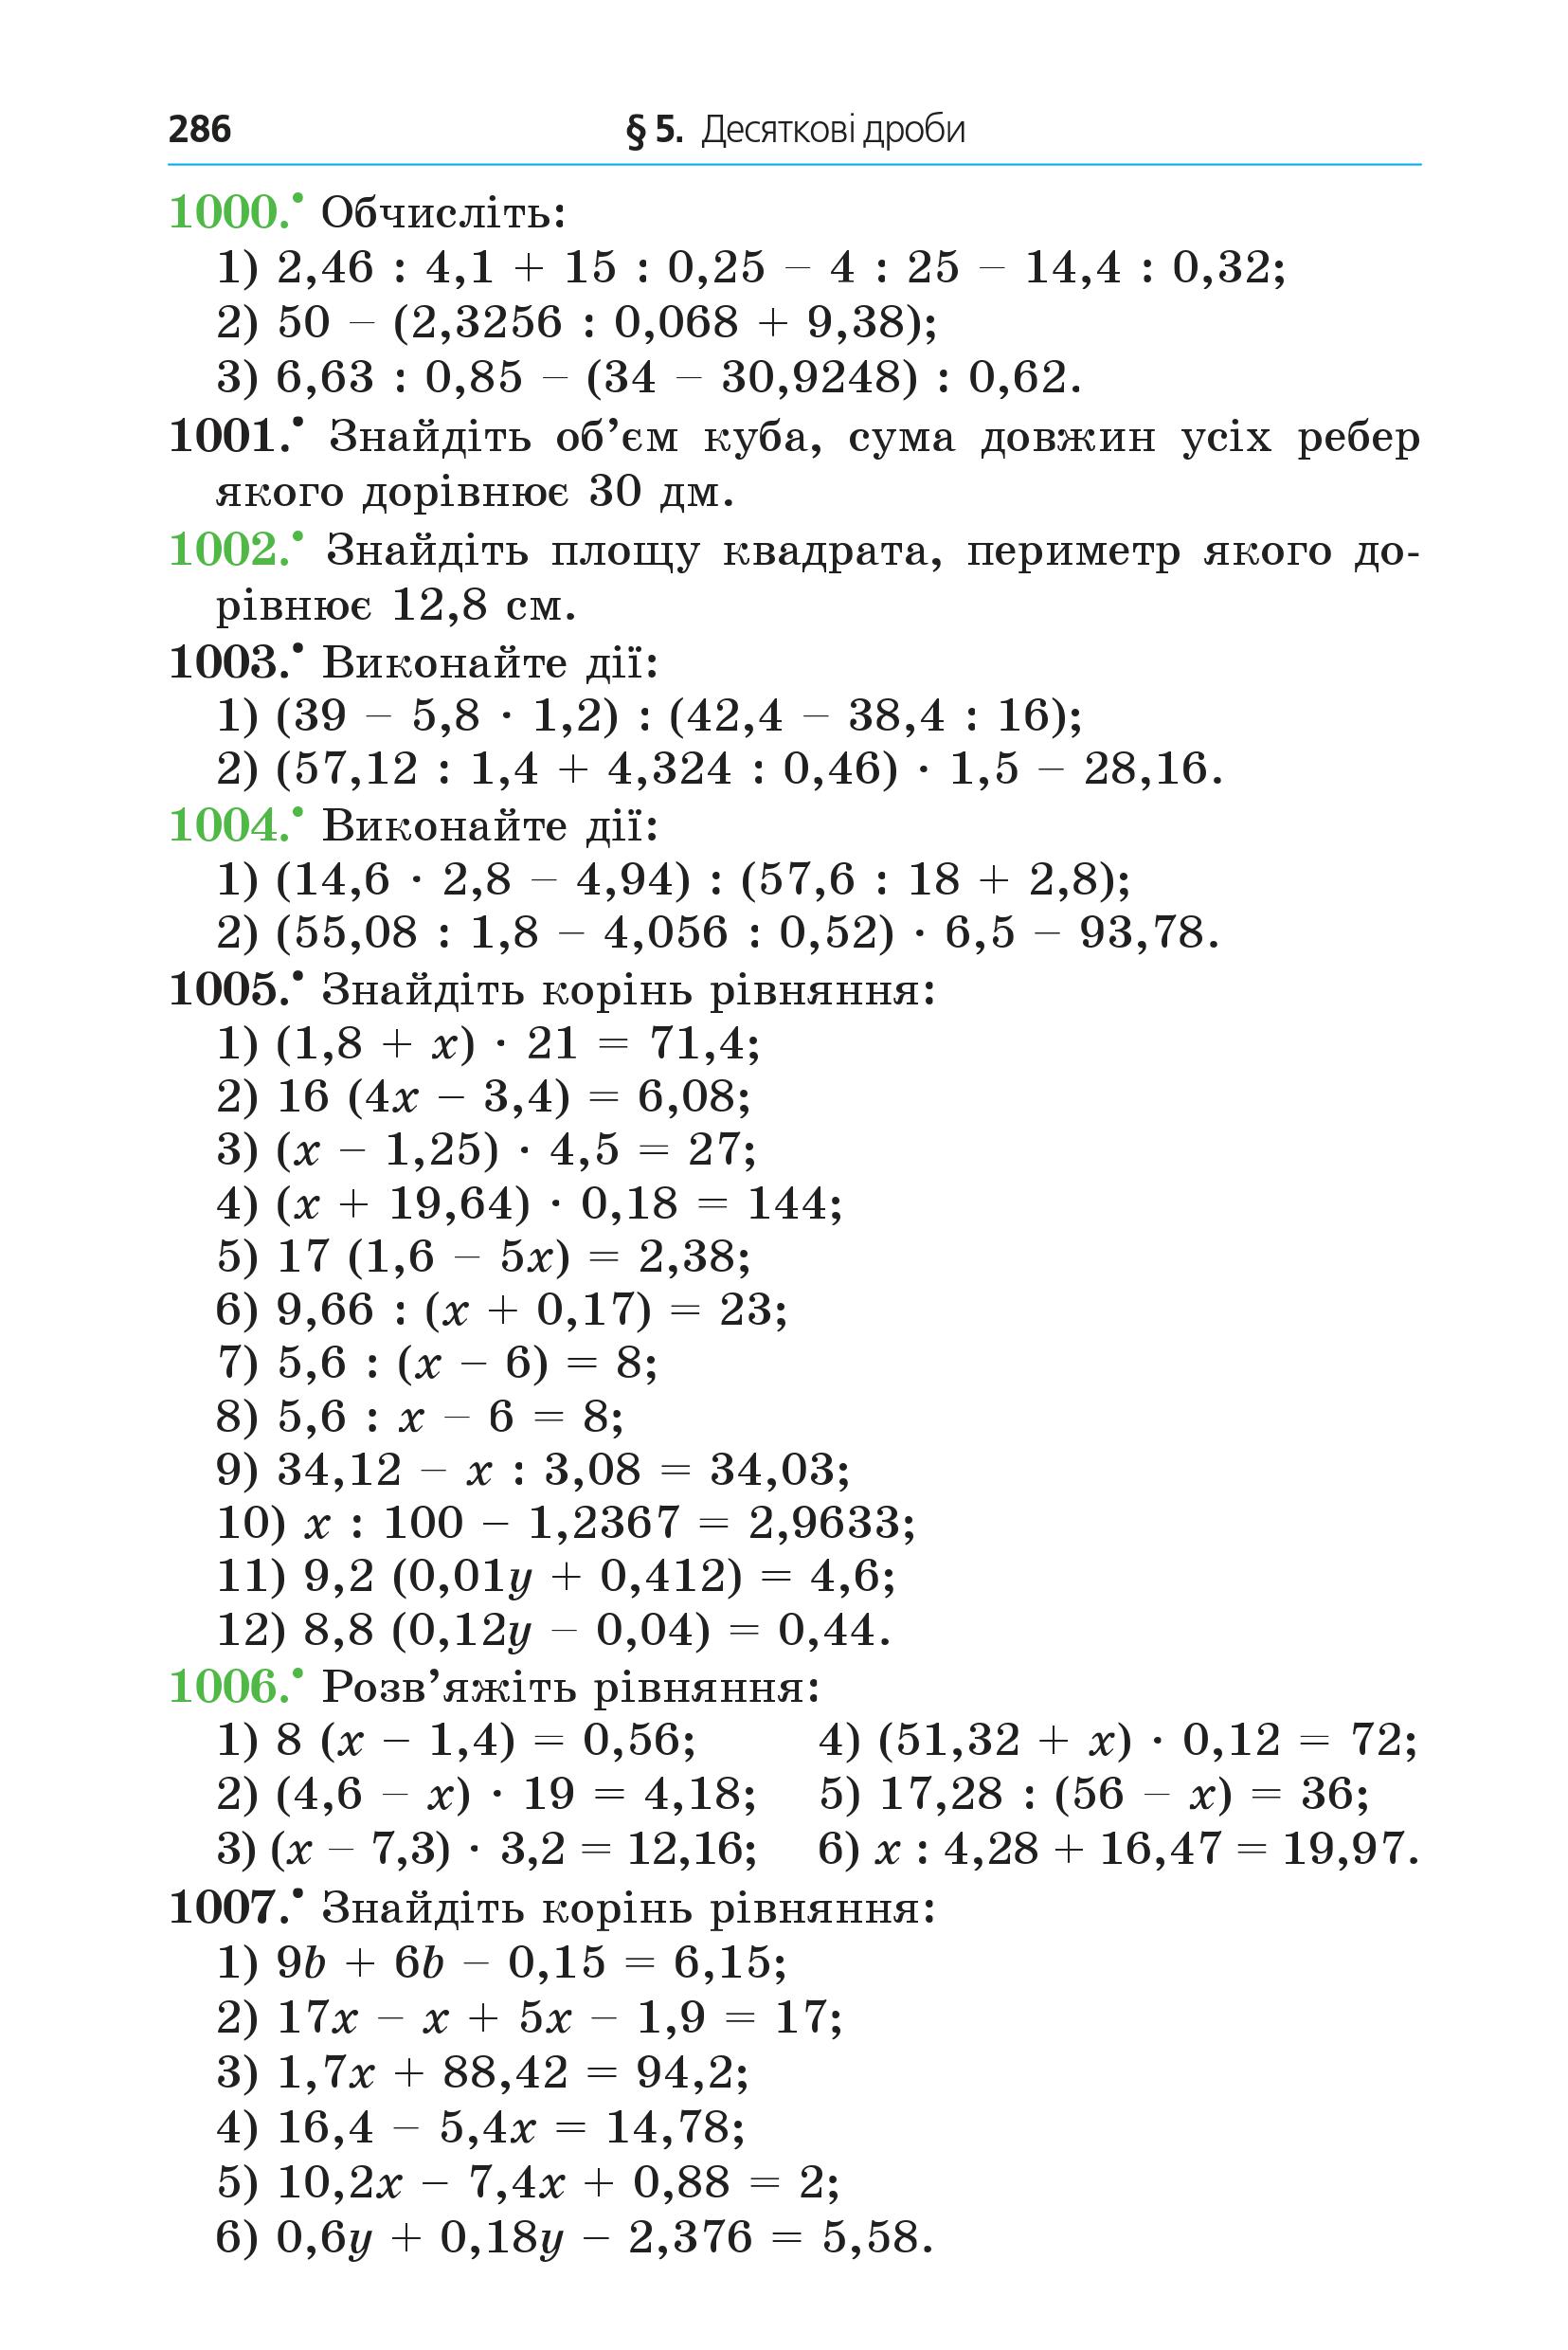 286 § 5. Десяткові дроби
1000.• Обчисліть:
1) 2,46 : 4,1 + 15 : 0,25 – 4 : 25 – 14,4 : 0,32;
2) 50 – (2,3256 : 0,068 + 9,38);
3) 6,63 : 0,85 – (34 – 30,9248) : 0,62.
1001.• Знайдіть об’єм куба, сума довжин усіх ребер
якого дорівнює 30 дм.
1002.• Знайдіть площу квадрата, периметр якого до-
рівнює 12,8 см.
1003.• Виконайте дії:
1) (39 – 5,8 · 1,2) : (42,4 – 38,4 : 16);
2) (57,12 : 1,4 + 4,324 : 0,46) · 1,5 – 28,16.
1004.• Виконайте дії:
1) (14,6 · 2,8 – 4,94) : (57,6 : 18 + 2,8);
2) (55,08 : 1,8 – 4,056 : 0,52) · 6,5 – 93,78.
1005.• Знайдіть корінь рівняння:
1) (1,8 + x) · 21 = 71,4;
2) 16 (4x – 3,4) = 6,08;
3) (x – 1,25) · 4,5 = 27;
4) (x + 19,64) · 0,18 = 144;
5) 17 (1,6 – 5x) = 2,38;
6) 9,66 : (x + 0,17) = 23;
7) 5,6 : (x – 6) = 8;
8) 5,6 : x – 6 = 8;
9) 34,12 – x : 3,08 = 34,03;
10) x : 100 – 1,2367 = 2,9633;
11) 9,2 (0,01y + 0,412) = 4,6;
12) 8,8 (0,12y – 0,04) = 0,44.
1006.• Розв’яжіть рівняння:
1) 8 (x – 1,4) = 0,56; 4) (51,32 + x) · 0,12 = 72;
2) (4,6 – x) · 19 = 4,18; 5) 17,28 : (56 – x) = 36;
3) (x – 7,3) · 3,2 = 12,16; 6) x : 4,28 + 16,47 = 19,97.
1007.• Знайдіть корінь рівняння:
1) 9b + 6b – 0,15 = 6,15;
2) 17x – x + 5x – 1,9 = 17;
3) 1,7x + 88,42 = 94,2;
4) 16,4 – 5,4x = 14,78;
5) 10,2x – 7,4x + 0,88 = 2;
6) 0,6y + 0,18y – 2,376 = 5,58.